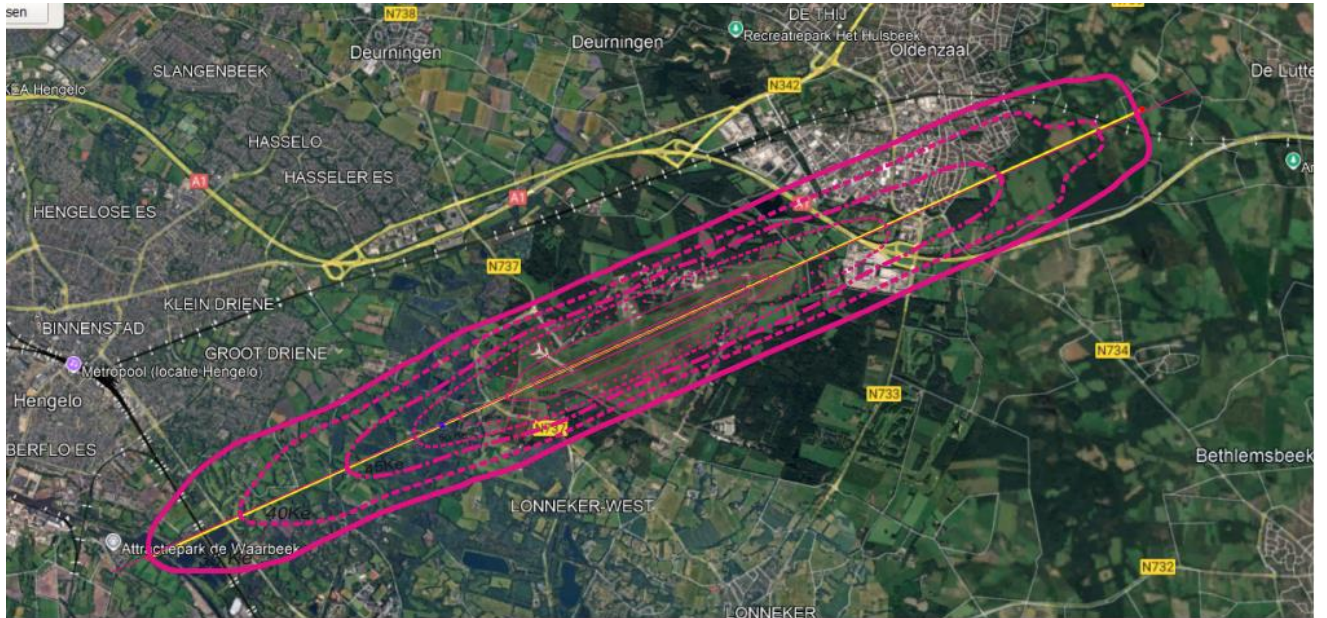 sen
N738
DE THIJ
Recreatiepark Het Hulsbeek
Deurningen
Deurningen
Oldenzaal
SLANGENBEEK
De Lutte
Hengelo
N342
HASSELO
A1
HASSELER ES
A1
HENGELOSE ES
A1
N737
KLEIN DRIENE
BINNENSTAD
GROOT DRIENE
Metropool (locatie Hengelo)
N734
Hengelo
N733
N737
BERFLO ES
45Ke
Bethlemsbeek
40Ke
LONNEKER-WEST
Attractiepark de Waarbeek
Ke
N732
LONNEKER